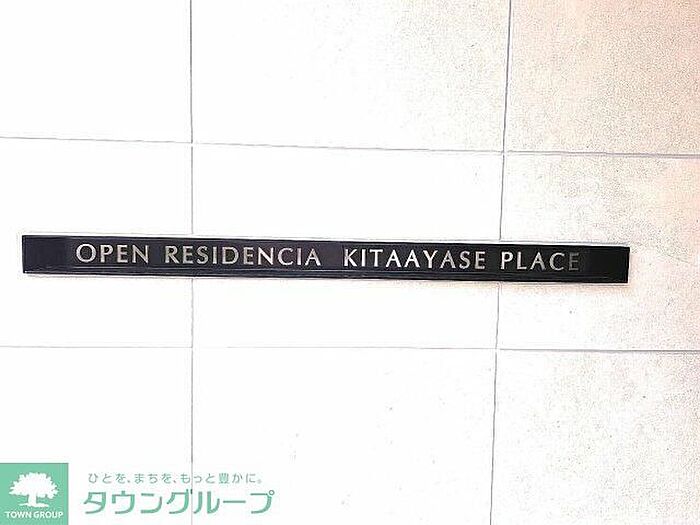 OPEN RESIDENCIA KITAAYASE PLACE
ひとを、まちを、もっと豊かに。
タウングループ
TOWN GROUP